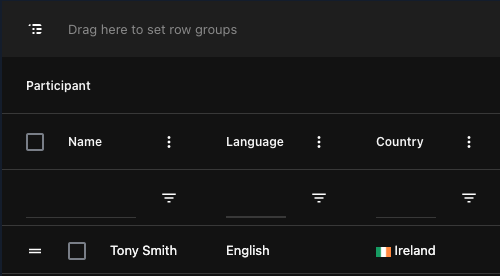 Drag here to set row groups
Participant
Name Language Country
Tony Smith English Ireland